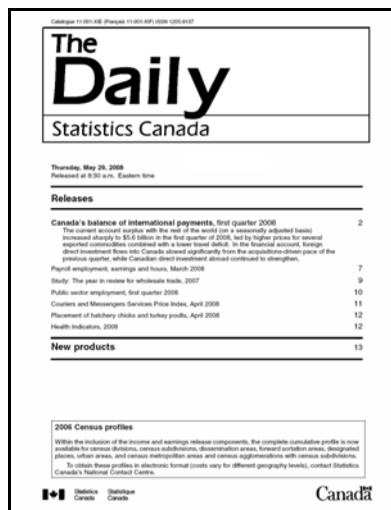 Catalogue 11-001-XIE (Français 11-001-XIF) ISSN 1205-9137
The
Daily
Statistics Canada
Thursday, May 29, 2008
Released at 8:30 a.m. Eastern time
Releases
Canada's balance of international payments, first quarter 2008 2
The current account surplus with the rest of the world (on a seasonally adjusted basis)
increased sharply to $5.6 billion in the first quarter of 2008, led by higher prices for several
exported commodities combined with a lower travel deficit. In the financial account, foreign
direct investment flows into Canada slowed significantly from the acquisitions-driven pace of the
previous quarter, while Canadian direct investment abroad continued to strengthen.
Payroll employment, earnings and hours, March 2008 7
Study: The year in review for wholesale trade, 2007 9
Public sector employment, first quarter 2008 10
Couriers and Messengers Services Price Index, April 2008 11
Placement of hatchery chicks and turkey poults, April 2008 12
Health Indicators, 2008 12
New products 13
2006 Census profiles
Within the inclusion of the income and earnings release components, the complete cumulative profile is now
available for census divisions, census subdivisions, dissemination areas, forward sortation areas, designated
places, urban areas, and census metropolitan areas and census agglomerations with census subdivisions.
To obtain these profiles in electronic format (costs vary for different geography levels), contact Statistics
Canada's National Contact Centre.
Statistics Statistique
Canada Canada
Canada